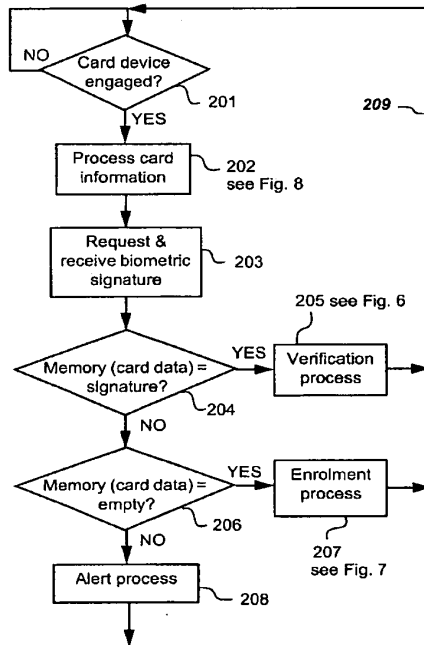 NO
Card device
engaged?
201
209
YES
Process card
information
202
see Fig. 8
Request &
receive biometric
signature
203
205 see Fig. 6
Memory (card data) =
signature?
YES
Verification
process
204
NO
Memory (card data) =
empty?
YES
Enrolment
process
206
207
see Fig. 7
NO
Alert process
208